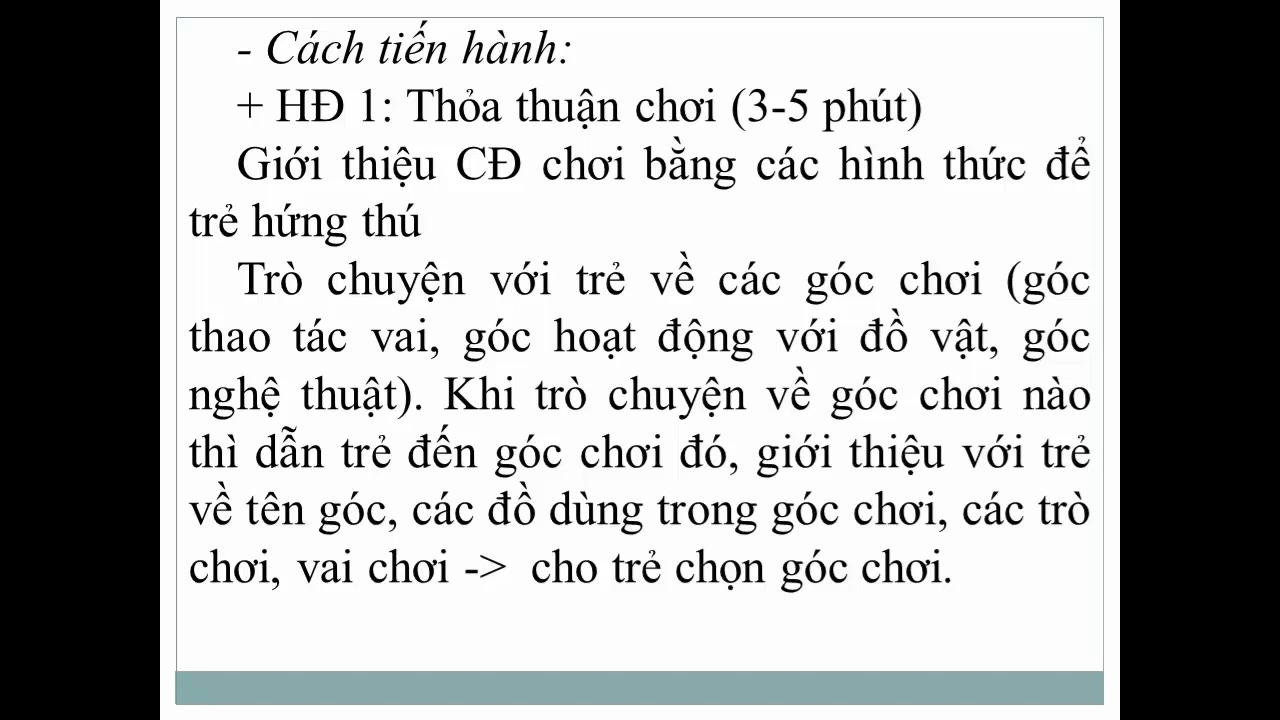 - Cách tiến hành:
+ HĐ 1: Thỏa thuận chơi (3-5 phút)
Giới thiệu CĐ chơi bằng các hình thức để
trẻ hứng thú
Trò chuyện với trẻ về các góc chơi (góc
thao tác vai, góc hoạt động với đồ vật, góc
nghệ thuật). Khi trò chuyện về góc chơi nào
thì dẫn trẻ đến góc chơi đó, giới thiệu với trẻ
về tên góc, các đồ dùng trong góc chơi, các trò
chơi, vai chơi -> cho trẻ chọn góc chơi.